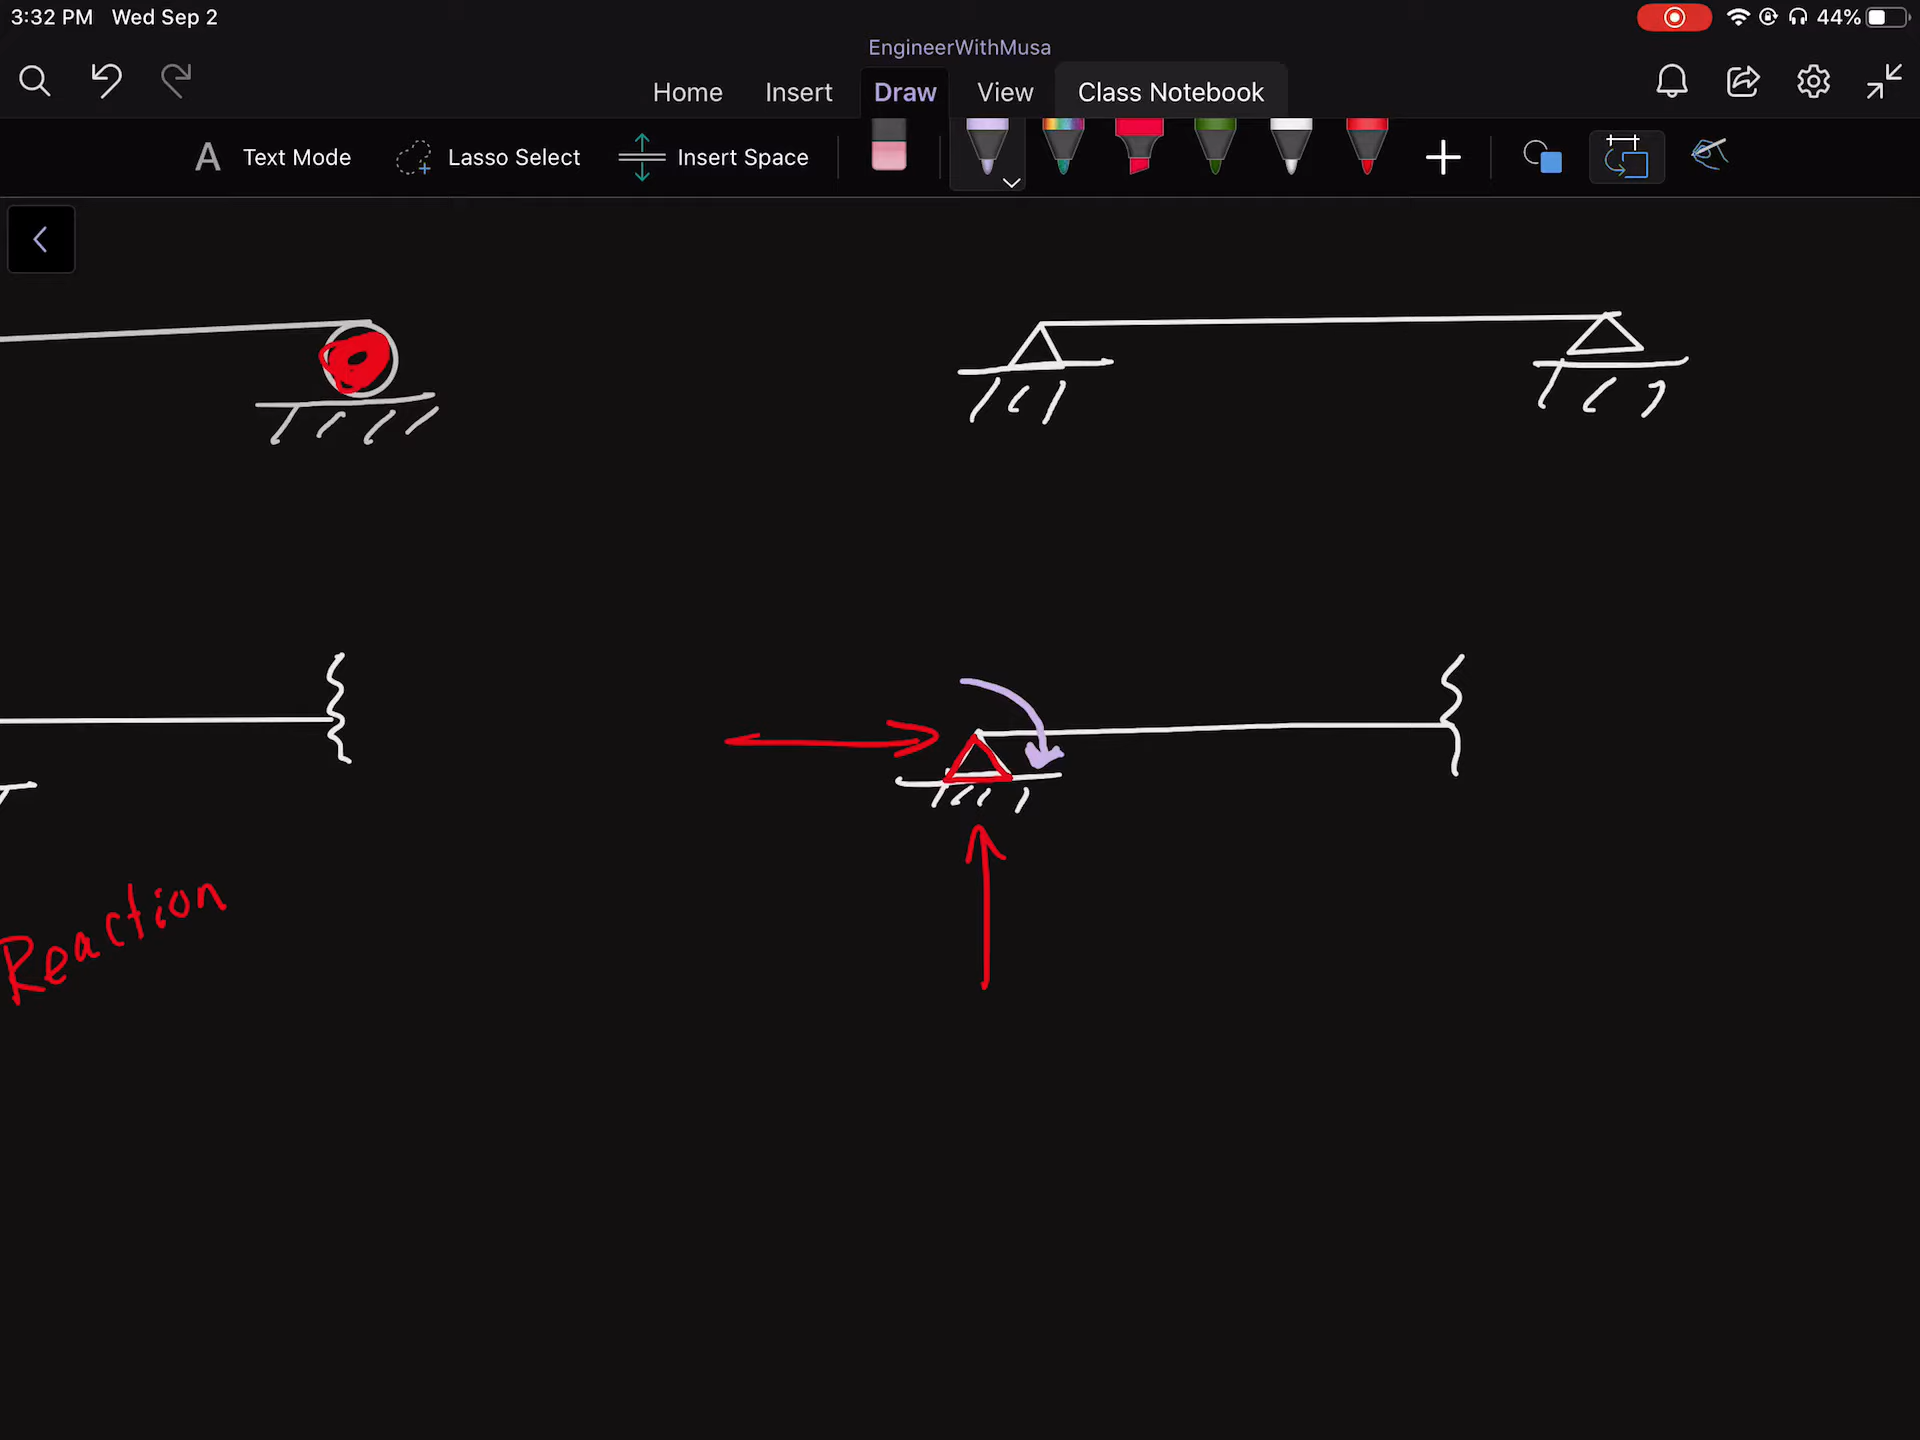 3:32 PM Wed Sep 2
44%
EngineerWithMusa
Home Insert Draw View Class Notebook
A Text Mode Lasso Select Insert Space
Reaction